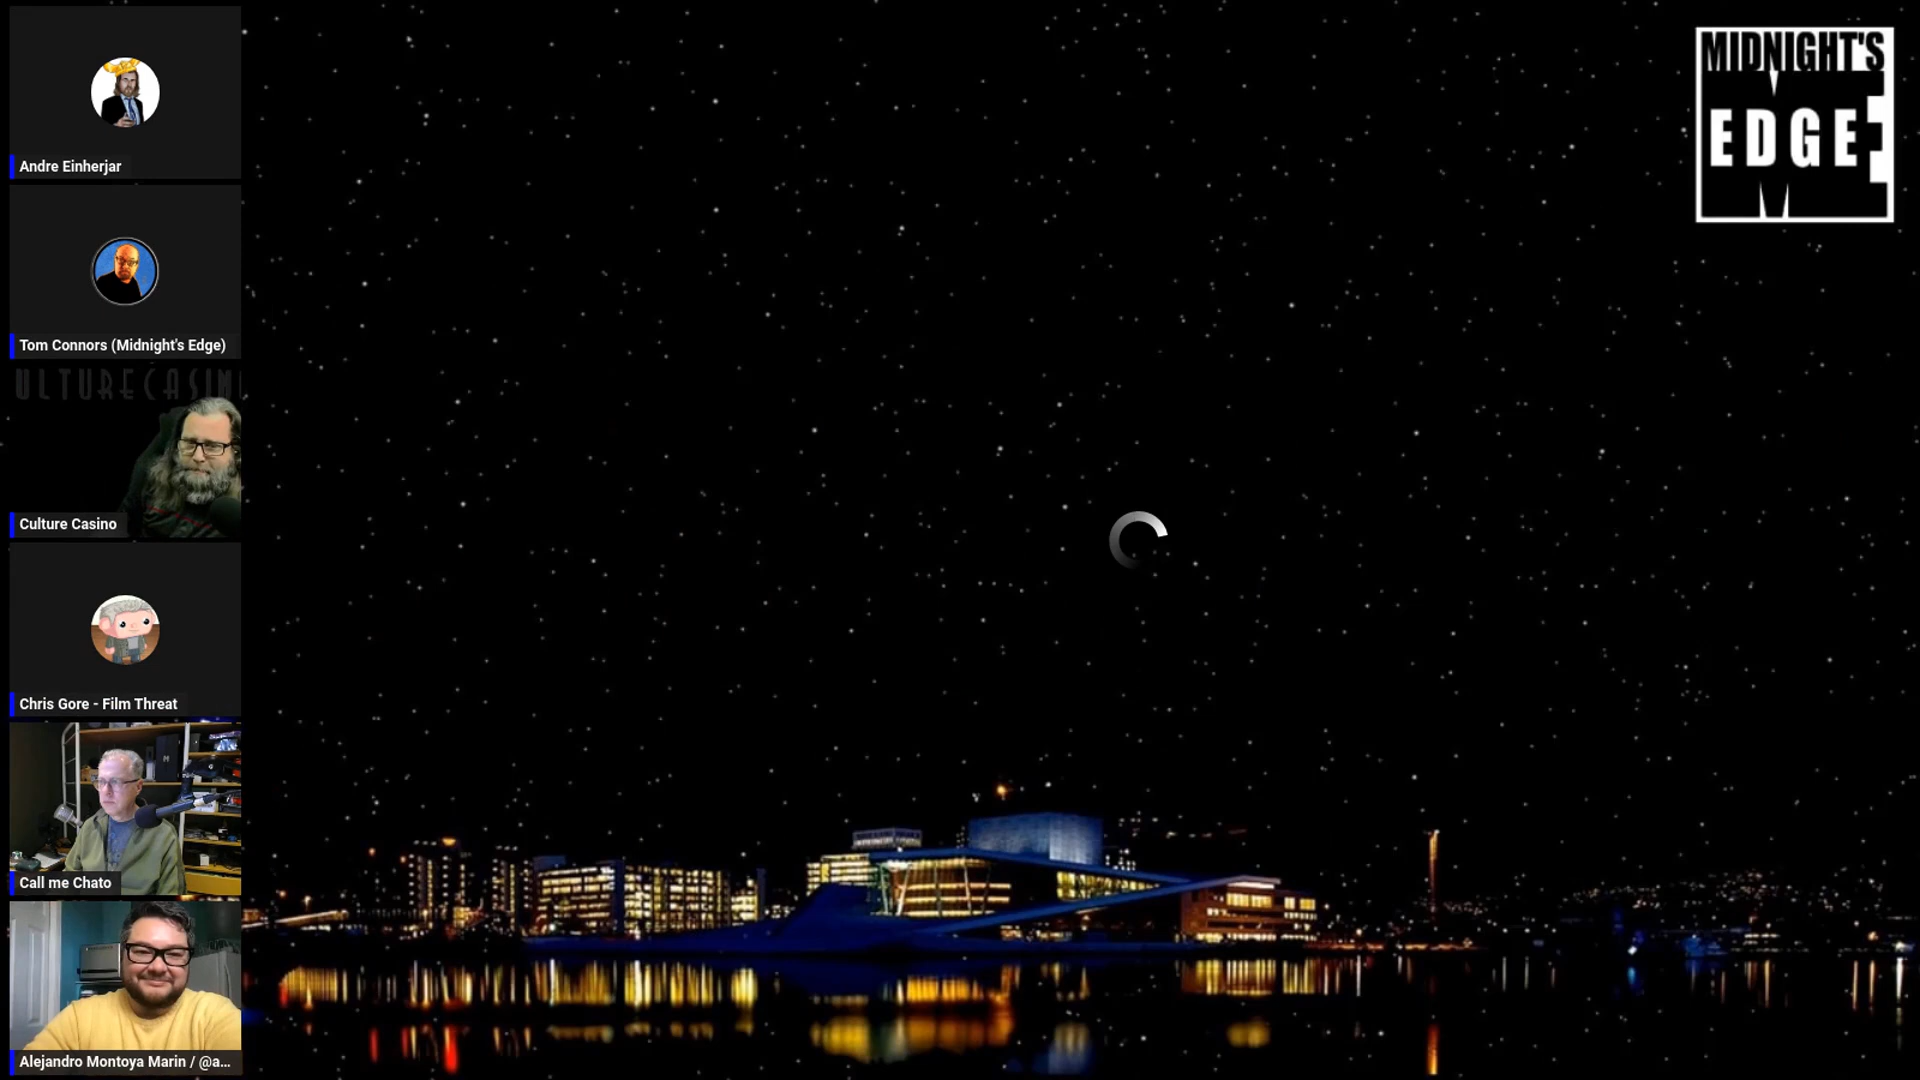 MIDNIGHT'S
EDGE
Andre Einherjar
Tom Connors (Midnight's Edge)
ULTURECASIN
Culture Casino
Chris Gore - Film Threat
Call me Chato
Alejandro Montoya Marin / @a...